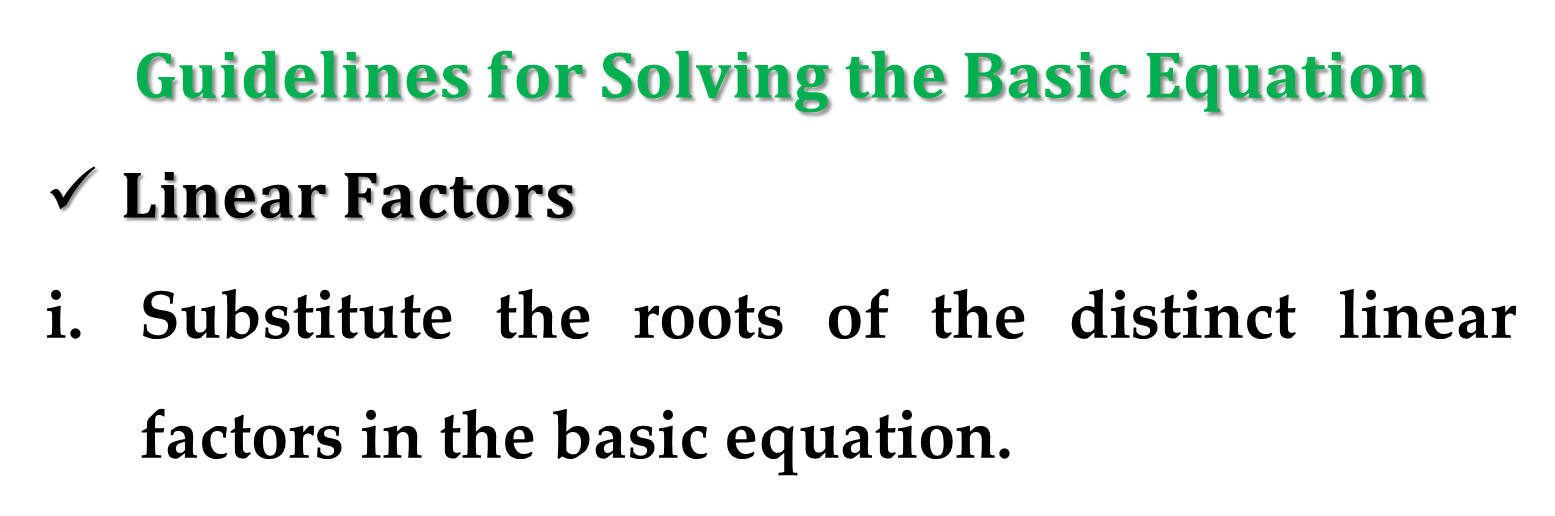 Guidelines for Solving the Basic Equation
✓ Linear Factors
i. Substitute the roots of the distinct linear
factors in the basic equation.